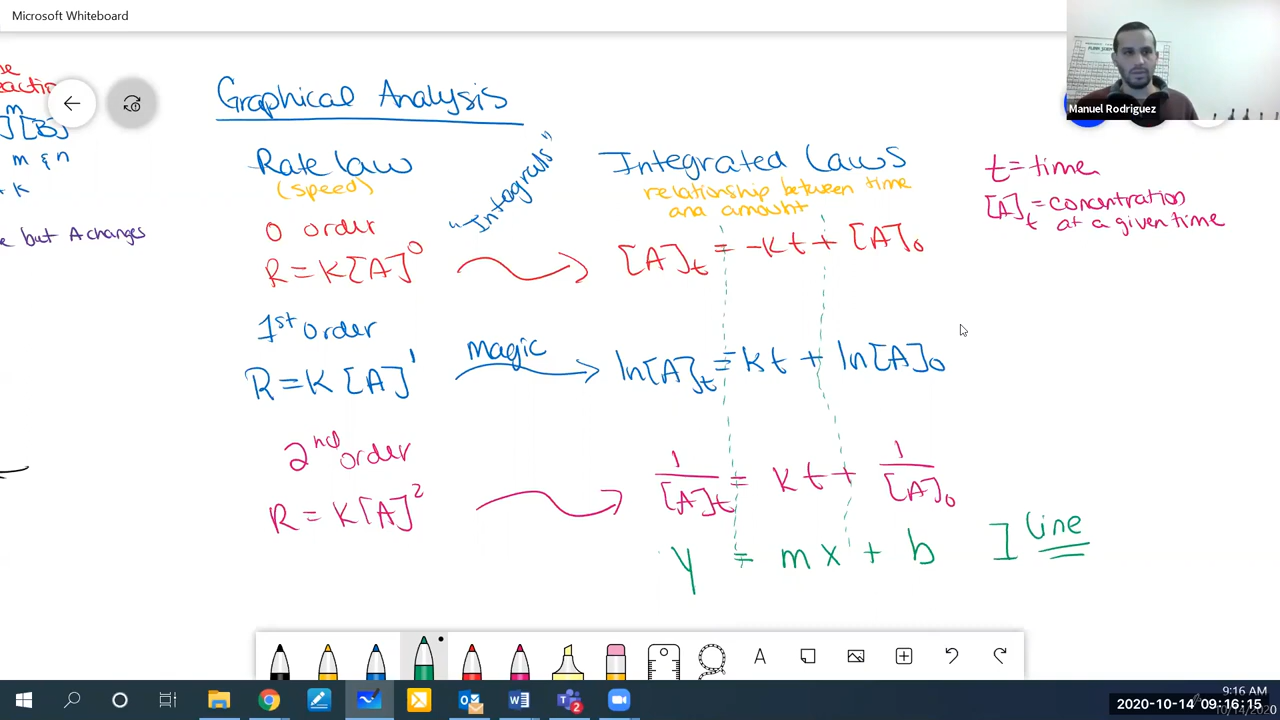 Microsoft Whiteboard
Manuel Rodriguez
m
[B]
m & n
+ k
e but A changes
Graphical Analysis
Rate law
(speed)
"Integrals"
0 order
R = K[A]⁰
1st order
R = K[A]¹
magic
2nd order
R = K[A]²
Integrated Laws
relationship between time
and amount
[A]t = -Kt + [A]₀
ln[A]t = -Kt + ln[A]₀
1/[A]t = Kt + 1/[A]₀
y = mx + b
] line
t = time
[A]t = concentration
at a given time
A
9:16 AM
2020-10-14 09:16:15